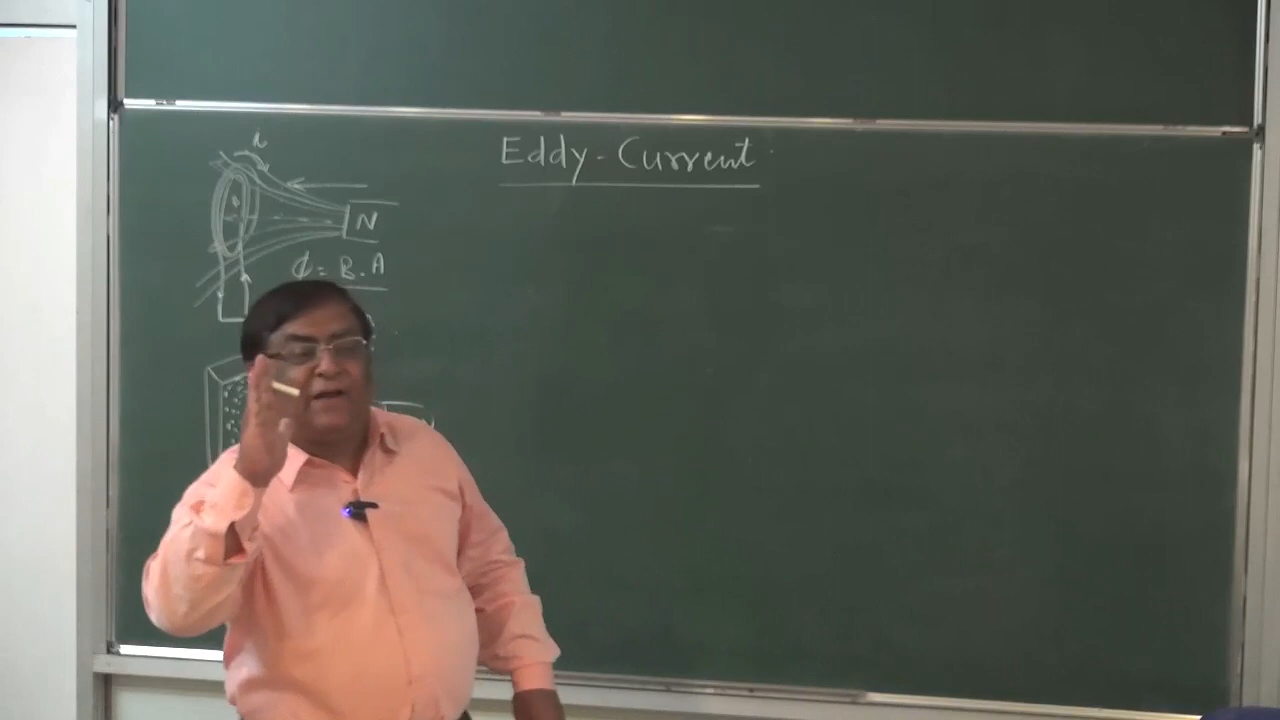 Eddy - Current
N
φ = B . A